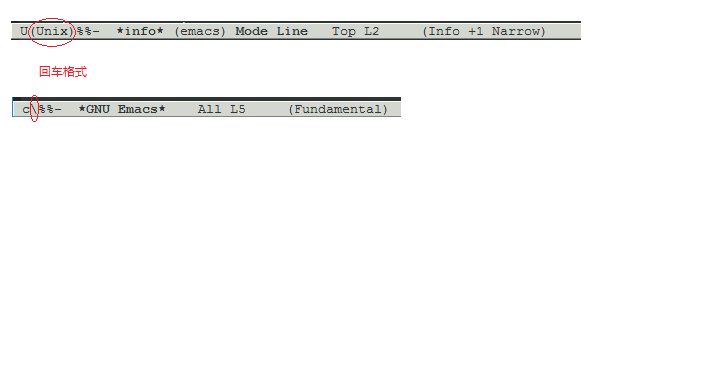 U(Unix)%%-  *info*  (emacs) Mode Line   Top L2     (Info +1 Narrow)
回车格式
c\%%-  *GNU Emacs*    All L5     (Fundamental)